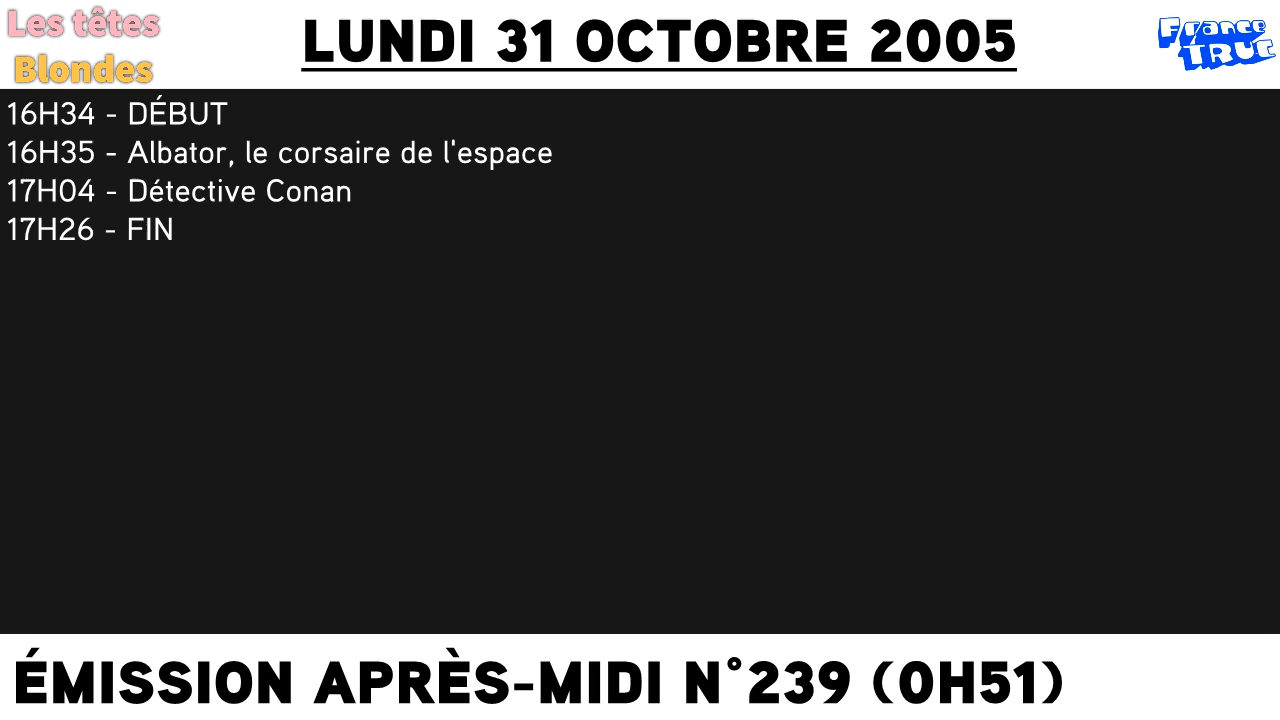 Les têtes
Blondes
LUNDI 31 OCTOBRE 2005
France
TRUC
16H34 - DÉBUT
16H35 - Albator, le corsaire de l'espace
17H04 - Détective Conan
17H26 - FIN
ÉMISSION APRÈS-MIDI N°239 (0H51)